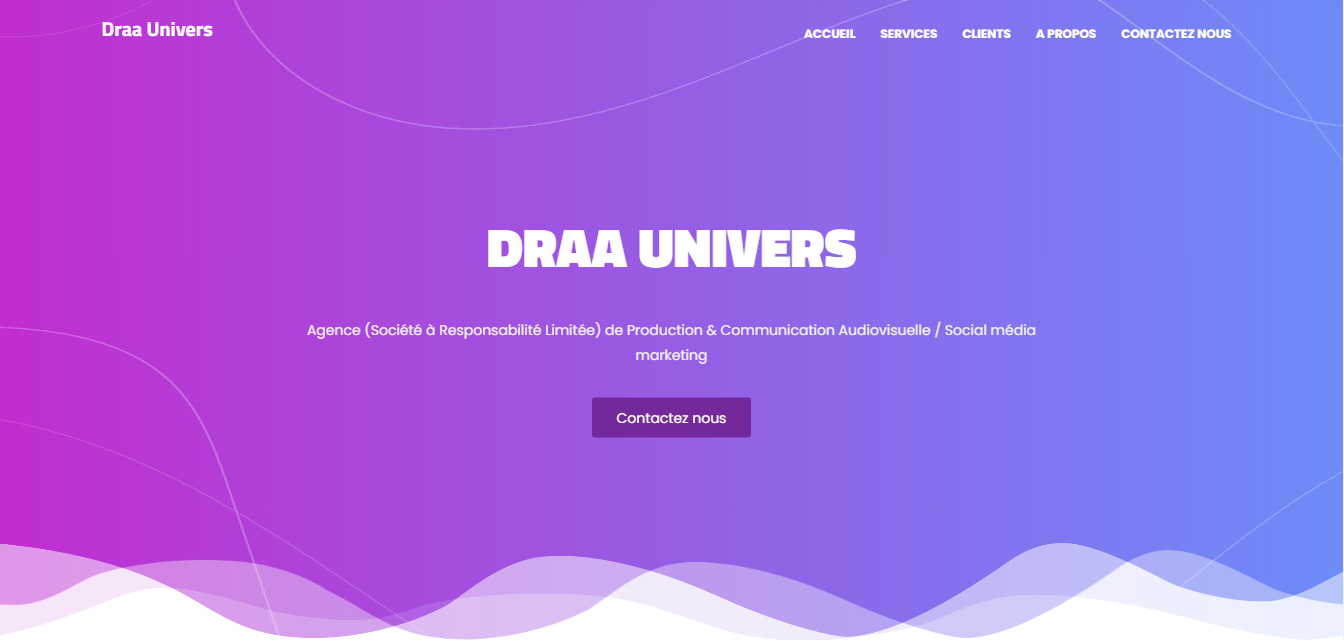 Draa Univers
ACCUEIL SERVICES CLIENTS A PROPOS CONTACTEZ NOUS
DRAA UNIVERS
Agence (Société à Responsabilité Limitée) de Production & Communication Audiovisuelle / Social média
marketing
Contactez nous